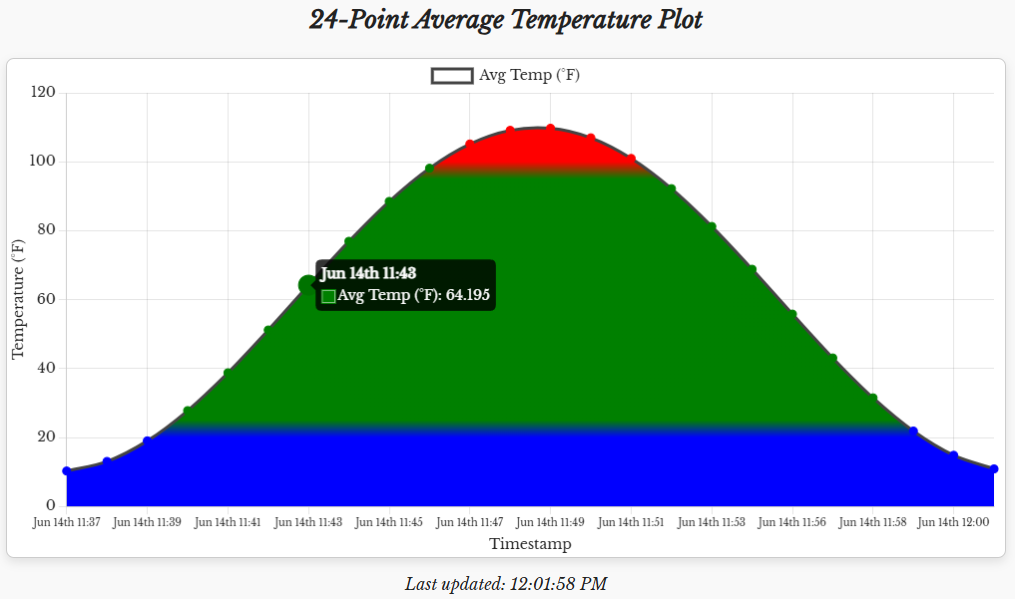 24-Point Average Temperature Plot
Avg Temp (°F)
120
100
80
60
40
20
0
Temperature (°F)
Jun 14th 11:43
Avg Temp (°F): 64.195
Jun 14th 11:37 Jun 14th 11:39 Jun 14th 11:41 Jun 14th 11:43 Jun 14th 11:45 Jun 14th 11:47 Jun 14th 11:49 Jun 14th 11:51 Jun 14th 11:53 Jun 14th 11:56 Jun 14th 11:58 Jun 14th 12:00
Timestamp
Last updated: 12:01:58 PM